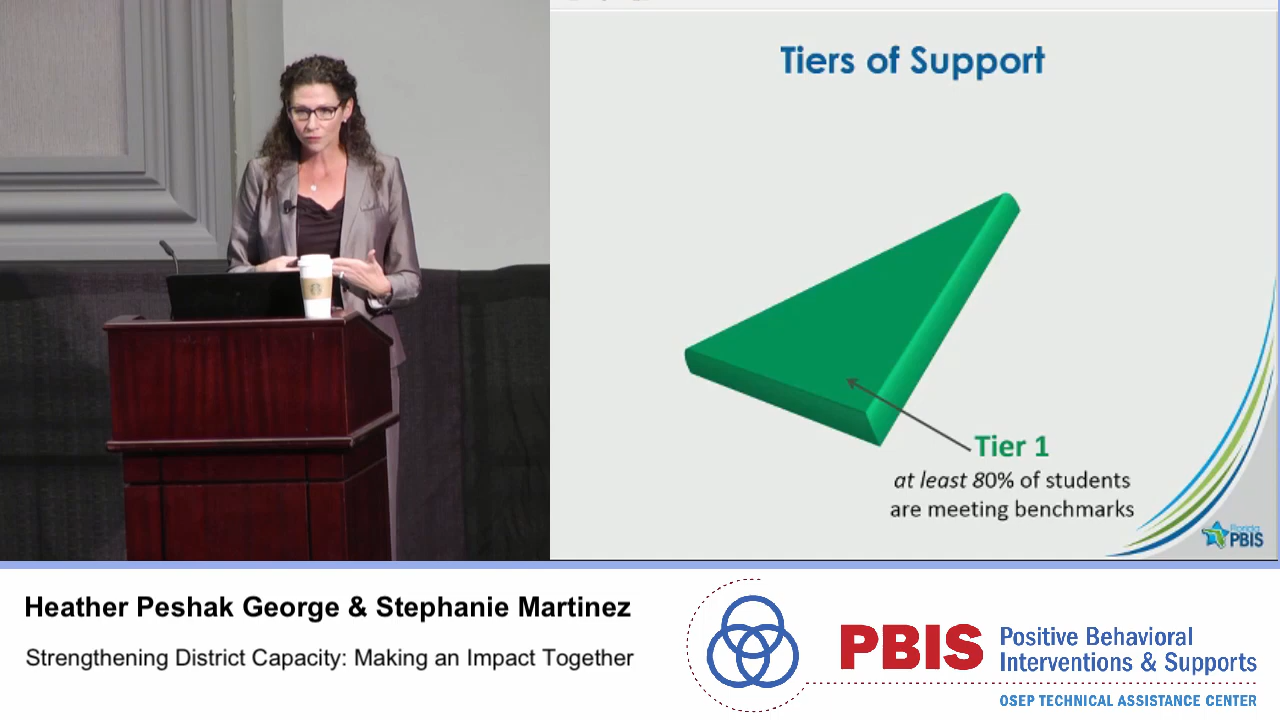 Tiers of Support
Tier 1
at least 80% of students
are meeting benchmarks
Florida
PBIS
Heather Peshak George & Stephanie Martinez
Strengthening District Capacity: Making an Impact Together
PBIS
Positive Behavioral
Interventions & Supports
OSEP TECHNICAL ASSISTANCE CENTER